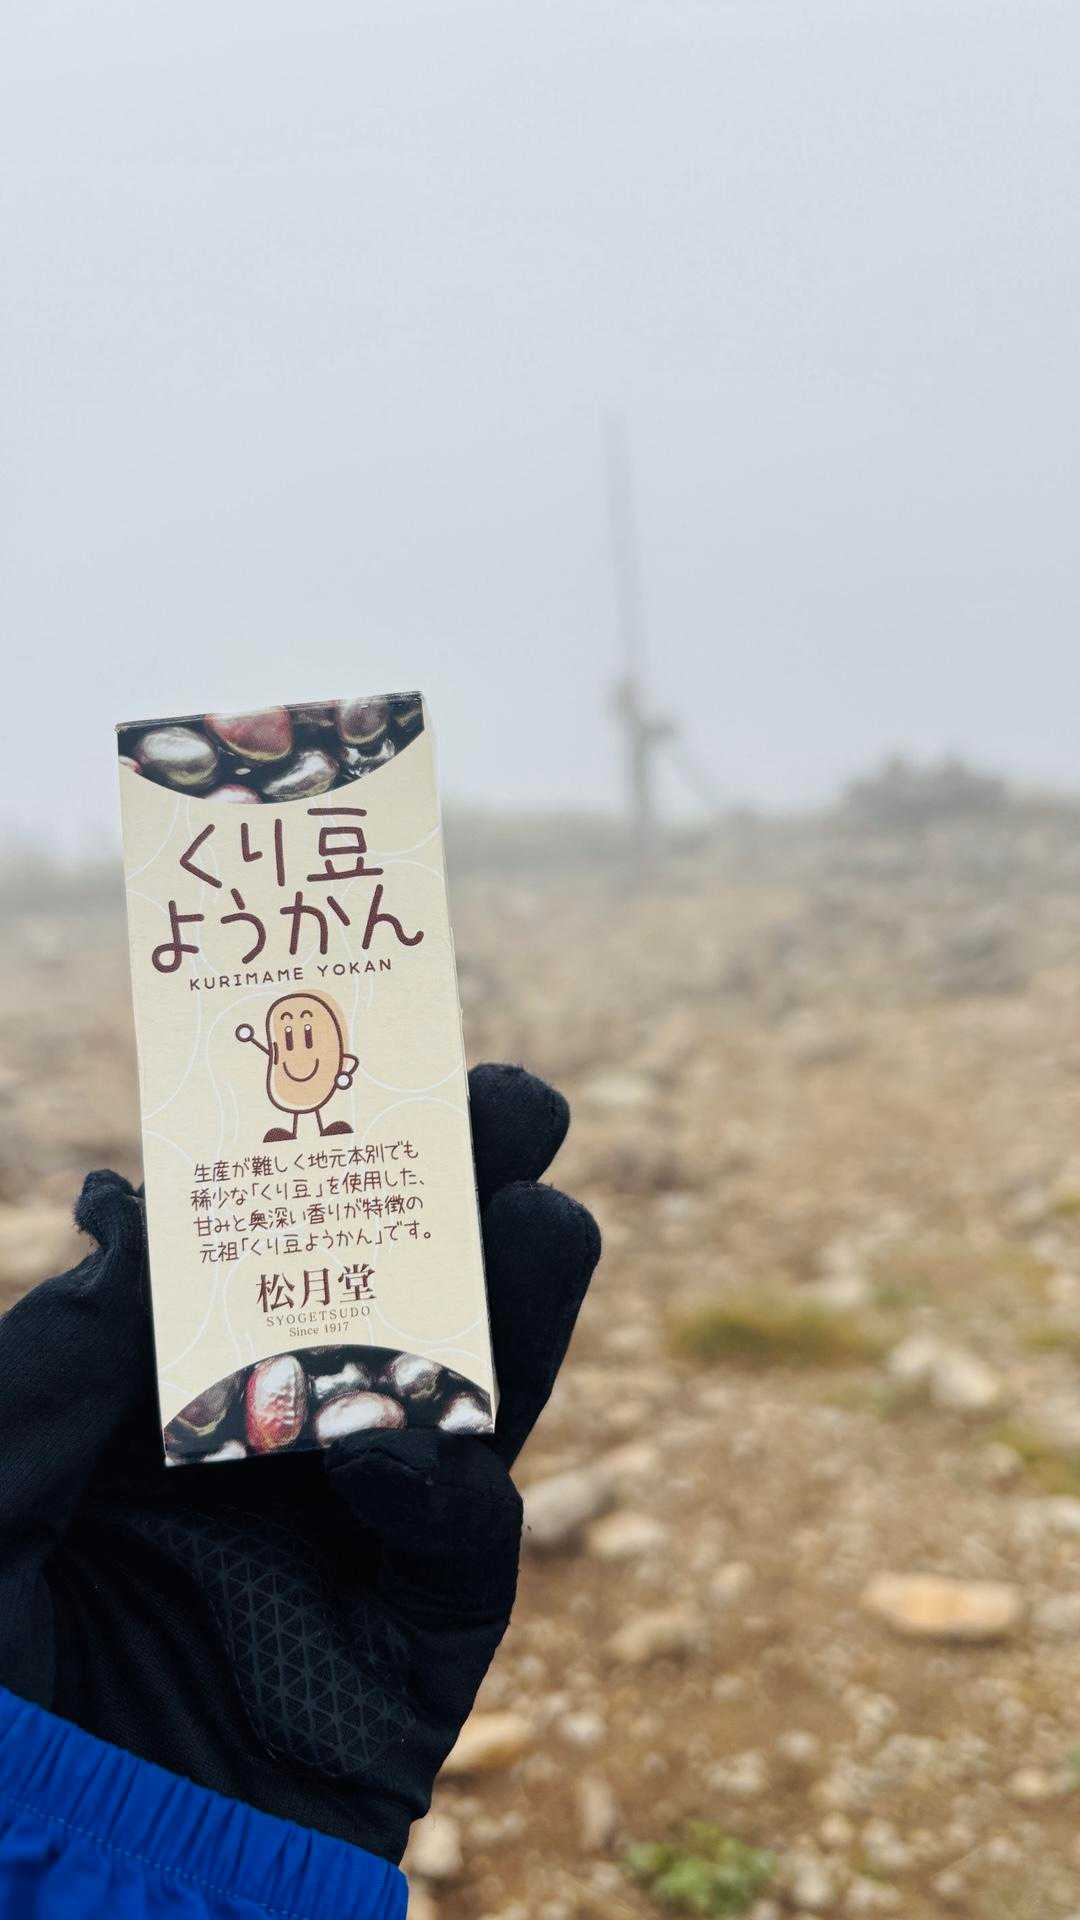 くり豆
ようかん
KURIMAME YOKAN
生産が難しく地元本別でも
稀少な「くり豆」を使用した、
甘みと奥深い香りが特徴の
元祖「くり豆ようかん」です。
松月堂
SYOGETSUDO
Since 1917